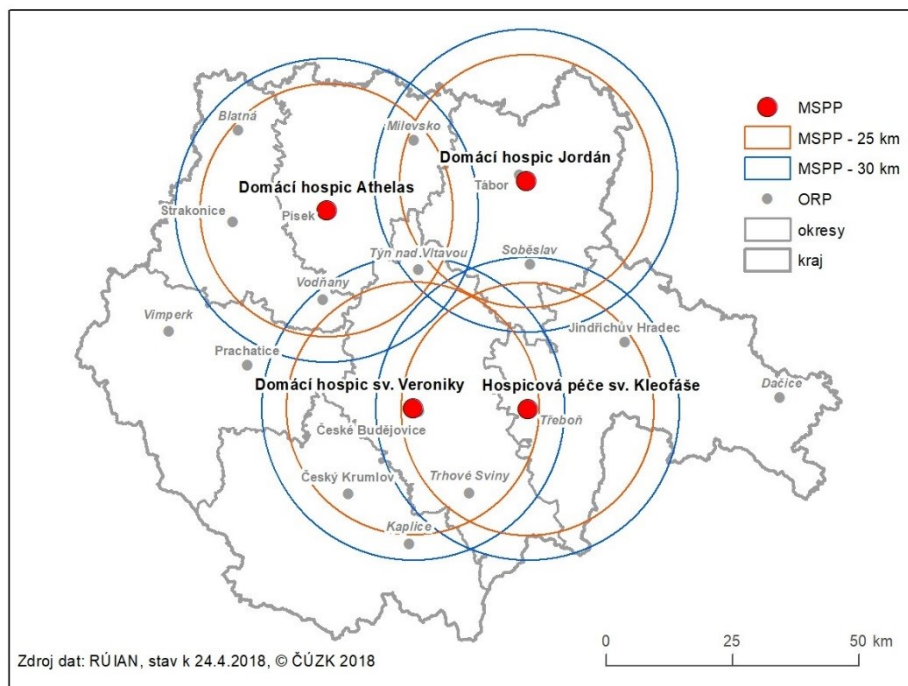 Blatná
Milevsko
Domácí hospic Jordán
Tábor
Domácí hospic Athelas
Strakonice
Písek
Týn nad Vltavou
Soběslav
Vodňany
Vimperk
Jindřichův Hradec
Prachatice
Domácí hospic sv. Veroniky
Hospicová péče sv. Kleofáše
Dačice
České Budějovice
Třeboň
Český Krumlov
Trhové Sviny
Kaplice
MSPP
MSPP - 25 km
MSPP - 30 km
ORP
okresy
kraj
Zdroj dat: RÚIAN, stav k 24.4.2018, © ČÚZK 2018
0 25 50 km